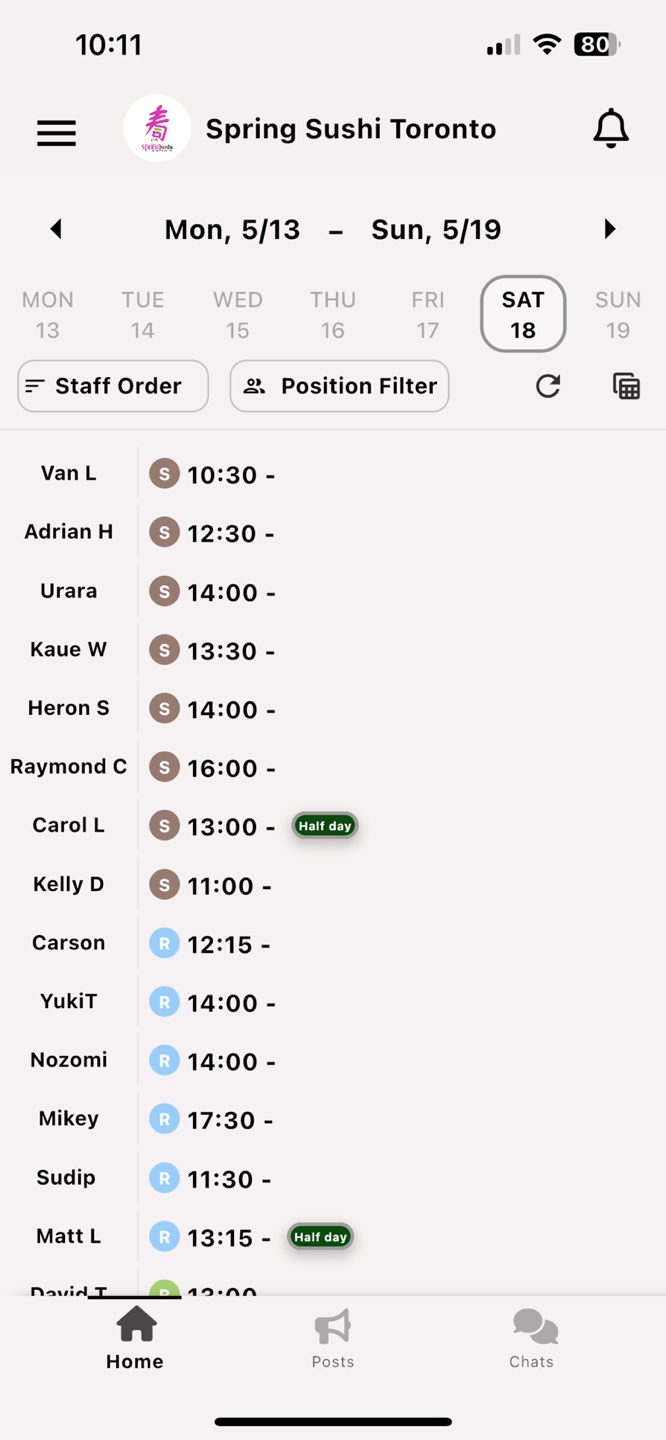 10:11
80
寿
Spring Sushi Toronto
Mon, 5/13 – Sun, 5/19
MON TUE WED THU FRI SAT SUN
13 14 15 16 17 18 19
Staff Order Position Filter
Van L S 10:30 -
Adrian H S 12:30 -
Urara S 14:00 -
Kaue W S 13:30 -
Heron S S 14:00 -
Raymond C S 16:00 -
Carol L S 13:00 - Half day
Kelly D S 11:00 -
Carson R 12:15 -
YukiT R 14:00 -
Nozomi R 14:00 -
Mikey R 17:30 -
Sudip R 11:30 -
Matt L R 13:15 - Half day
David T 13:00
Home Posts Chats